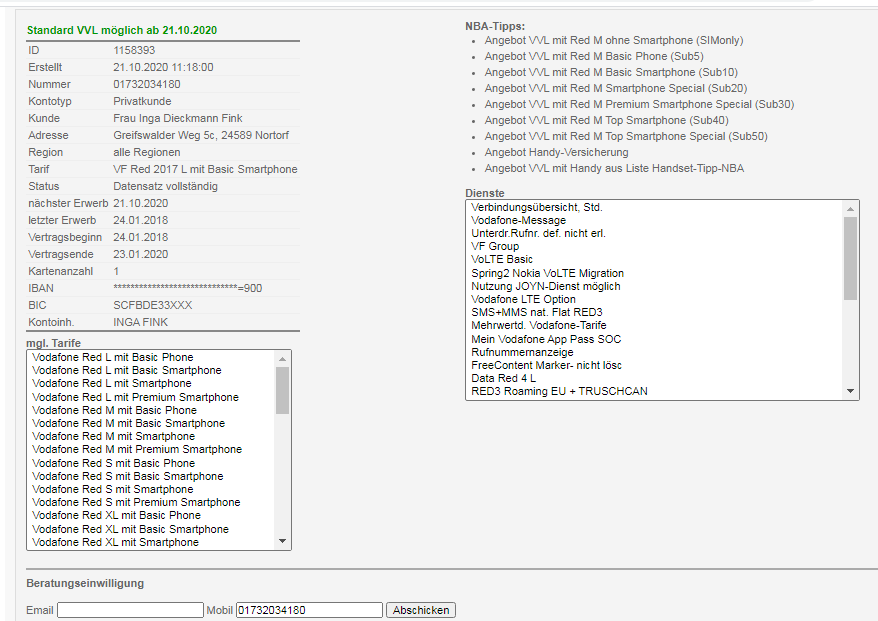 Standard VVL möglich ab 21.10.2020
ID 1158393
Erstellt 21.10.2020 11:18:00
Nummer 01732034180
Kontotyp Privatkunde
Kunde Frau Inga Dieckmann Fink
Adresse Greifswalder Weg 5c, 24589 Nortorf
Region alle Regionen
Tarif VF Red 2017 L mit Basic Smartphone
Status Datensatz vollständig
nächster Erwerb 21.10.2020
letzter Erwerb 24.01.2018
Vertragsbeginn 24.01.2018
Vertragsende 23.01.2020
Kartenanzahl 1
IBAN *****************************=900
BIC SCFBDE33XXX
Kontoinh. INGA FINK
mgl. Tarife
Vodafone Red L mit Basic Phone
Vodafone Red L mit Basic Smartphone
Vodafone Red L mit Smartphone
Vodafone Red L mit Premium Smartphone
Vodafone Red M mit Basic Phone
Vodafone Red M mit Basic Smartphone
Vodafone Red M mit Smartphone
Vodafone Red M mit Premium Smartphone
Vodafone Red S mit Basic Phone
Vodafone Red S mit Basic Smartphone
Vodafone Red S mit Smartphone
Vodafone Red S mit Premium Smartphone
Vodafone Red XL mit Basic Phone
Vodafone Red XL mit Basic Smartphone
Vodafone Red XL mit Smartphone
NBA-Tipps:
Angebot VVL mit Red M ohne Smartphone (SIMonly)
Angebot VVL mit Red M Basic Phone (Sub5)
Angebot VVL mit Red M Basic Smartphone (Sub10)
Angebot VVL mit Red M Smartphone Special (Sub20)
Angebot VVL mit Red M Premium Smartphone Special (Sub30)
Angebot VVL mit Red M Top Smartphone (Sub40)
Angebot VVL mit Red M Top Smartphone Special (Sub50)
Angebot Handy-Versicherung
Angebot VVL mit Handy aus Liste Handset-Tipp-NBA
Dienste
Verbindungsübersicht, Std.
Vodafone-Message
Unterdr.Rufnr. def. nicht erl.
VF Group
VoLTE Basic
Spring2 Nokia VoLTE Migration
Nutzung JOYN-Dienst möglich
Vodafone LTE Option
SMS+MMS nat. Flat RED3
Mehrwertd. Vodafone-Tarife
Mein Vodafone App Pass SOC
Rufnummernanzeige
FreeContent Marker- nicht lösc
Data Red 4 L
RED3 Roaming EU + TRUSCHCAN
Beratungseinwilligung
Email Mobil 01732034180 Abschicken